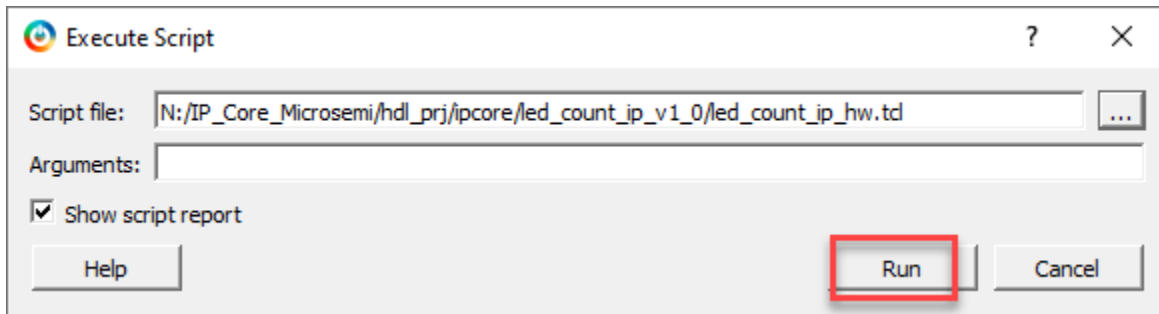 Execute Script ?
Script file: N:/IP_Core_Microsemi/hdl_prj/ipcore/led_count_ip_v1_0/led_count_ip_hw.tcl ...
Arguments:
Show script report
Help Run Cancel